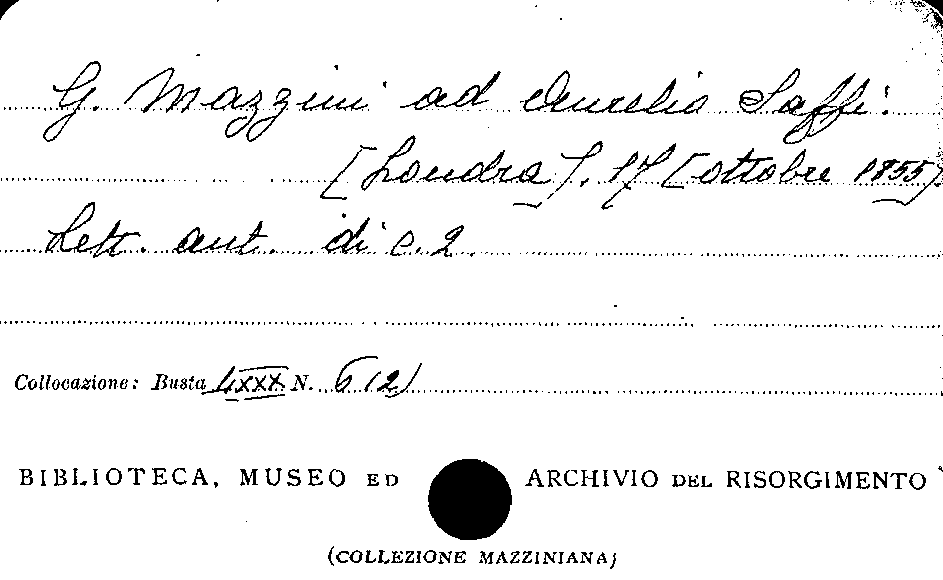 G. Mazzini ad Aurelio Saffi.
[Londra], 17 [ottobre 1855].
Lett. aut. di c. 2.
Collocazione: Busta LXXX N. 6 (2)
BIBLIOTECA, MUSEO ED ARCHIVIO DEL RISORGIMENTO
(COLLEZIONE MAZZINIANA)